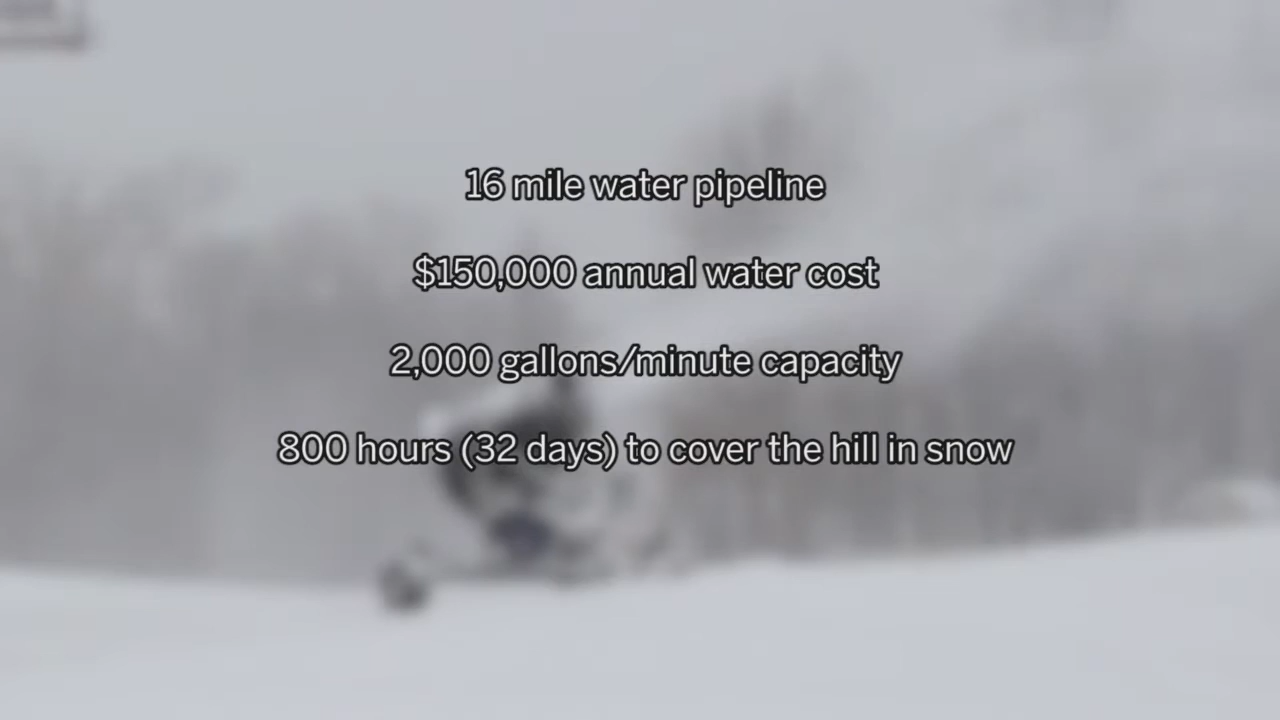 16 mile water pipeline
$150,000 annual water cost
2,000 gallons/minute capacity
800 hours (32 days) to cover the hill in snow